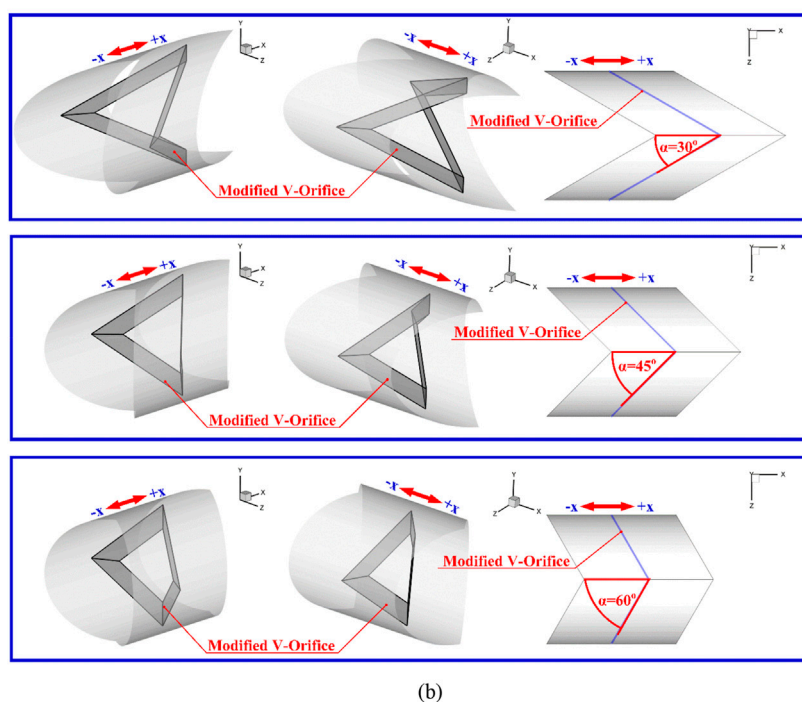 -x +x
Y
X
Z
-x +x
Y
Z X
-x +x
X
Z
Modified V-Orifice
Modified V-Orifice
α=30°
-x +x
Y
X
Z
-x +x
Y
Z X
-x +x
X
Z
Modified V-Orifice
Modified V-Orifice
α=45°
-x +x
Y
X
Z
-x +x
Y
Z X
-x +x
X
Z
Modified V-Orifice
Modified V-Orifice
α=60°
(b)